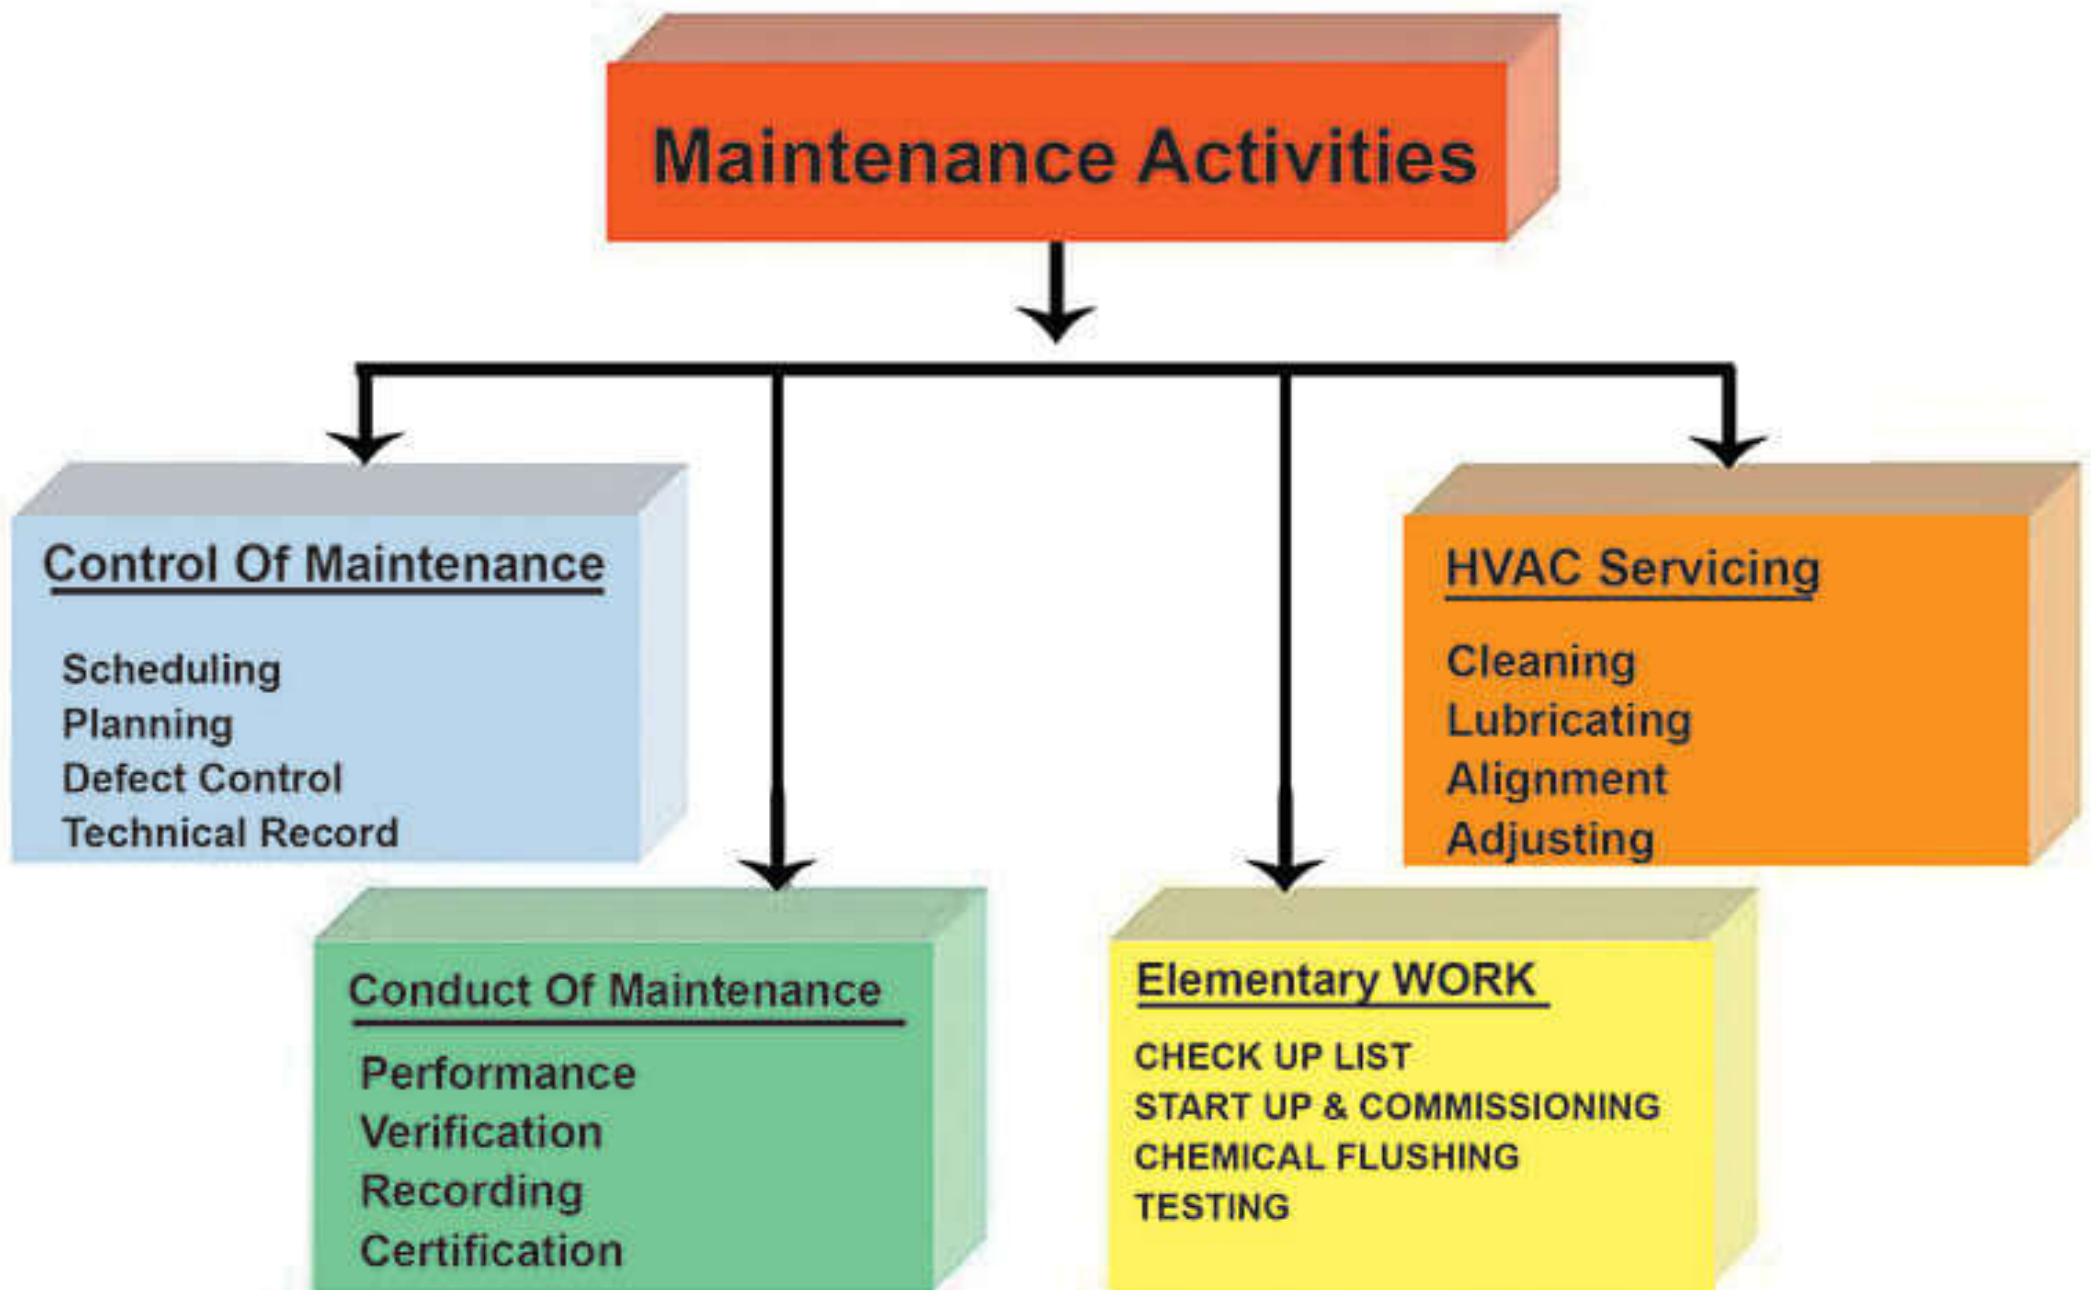 Maintenance Activities
Control Of Maintenance
Scheduling
Planning
Defect Control
Technical Record
HVAC Servicing
Cleaning
Lubricating
Alignment
Adjusting
Conduct Of Maintenance
Performance
Verification
Recording
Certification
Elementary WORK
CHECK UP LIST
START UP & COMMISSIONING
CHEMICAL FLUSHING
TESTING